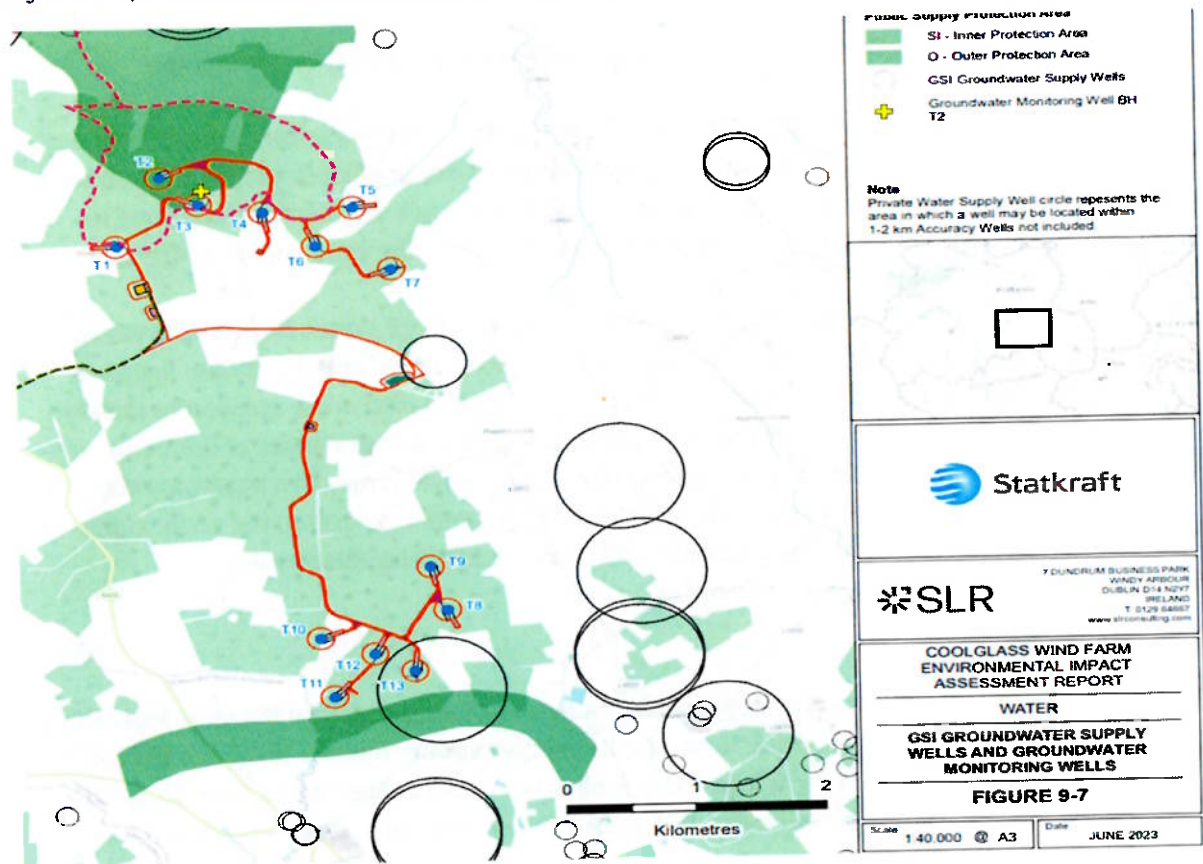 Public Supply Protection Area
SI - Inner Protection Area
O - Outer Protection Area
GSI Groundwater Supply Wells
Groundwater Monitoring Well BH
T2
Note
Private Water Supply Well circle repesents the
area in which a well may be located within
1-2 km Accuracy Wells not included
Statkraft
SLR
7 DUNDRUM BUSINESS PARK
WINDY ARBOUR
DUBLIN D14 N2Y7
IRELAND
www.slrconsulting.com
COOLGLASS WIND FARM
ENVIRONMENTAL IMPACT
ASSESSMENT REPORT
WATER
GSI GROUNDWATER SUPPLY
WELLS AND GROUNDWATER
MONITORING WELLS
FIGURE 9-7
Scale 1:40,000 @ A3
Date JUNE 2023
T2
T5
T3
T4
T1
T6
T7
T9
T8
T10
T12
T11
T13
0 1 2
Kilometres